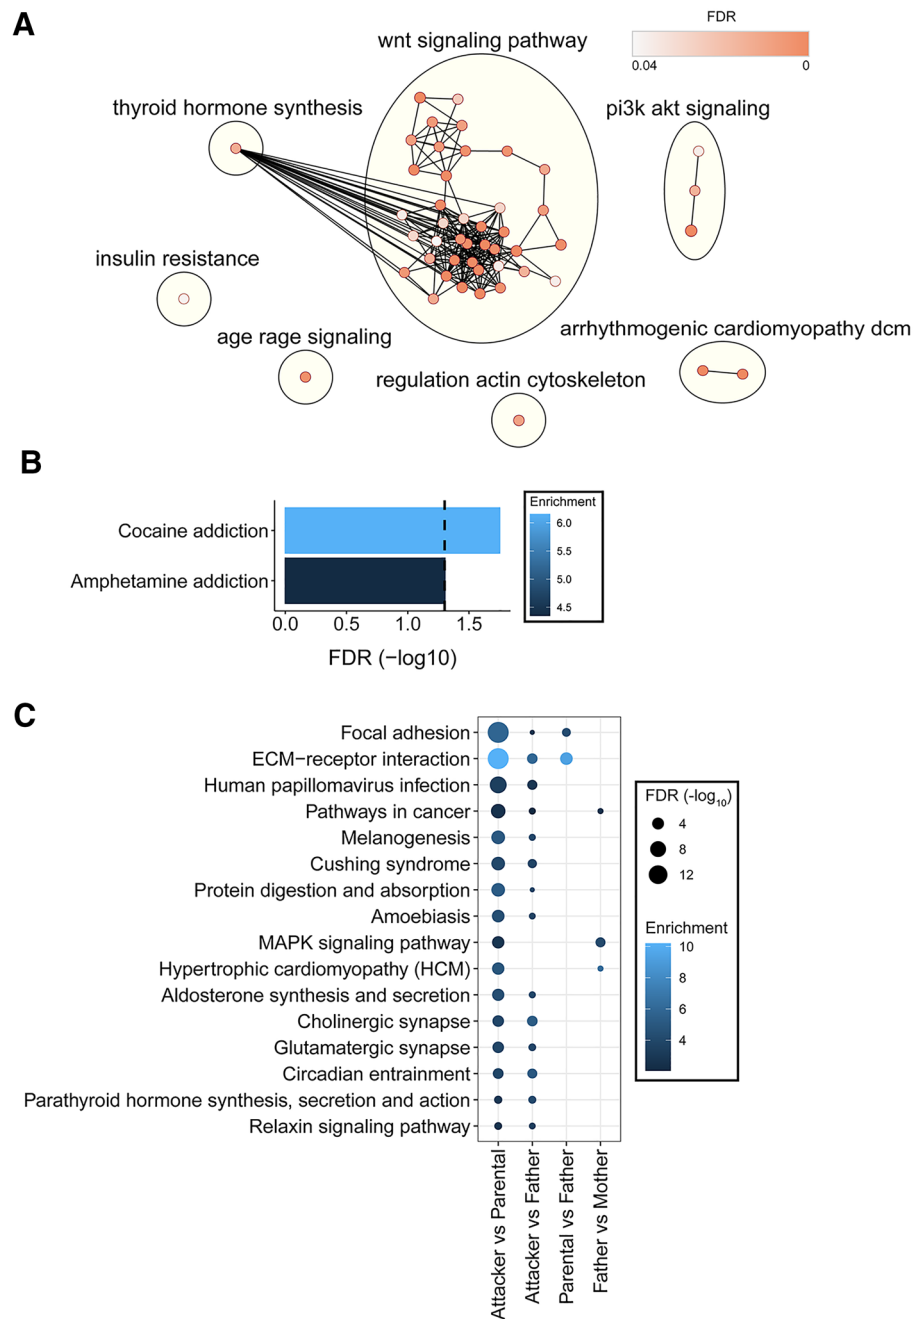 A
FDR
0.04
0
wnt signaling pathway
thyroid hormone synthesis
pi3k akt signaling
insulin resistance
age rage signaling
arrhythmogenic cardiomyopathy dcm
regulation actin cytoskeleton
B
Cocaine addiction
Amphetamine addiction
0.0 0.5 1.0 1.5
FDR (−log10)
Enrichment
6.0
5.5
5.0
4.5
C
Focal adhesion
ECM−receptor interaction
Human papillomavirus infection
Pathways in cancer
Melanogenesis
Cushing syndrome
Protein digestion and absorption
Amoebiasis
MAPK signaling pathway
Hypertrophic cardiomyopathy (HCM)
Aldosterone synthesis and secretion
Cholinergic synapse
Glutamatergic synapse
Circadian entrainment
Parathyroid hormone synthesis, secretion and action
Relaxin signaling pathway
Attacker vs Parental
Attacker vs Father
Parental vs Father
Father vs Mother
FDR (-log10)
4
8
12
Enrichment
10
8
6
4